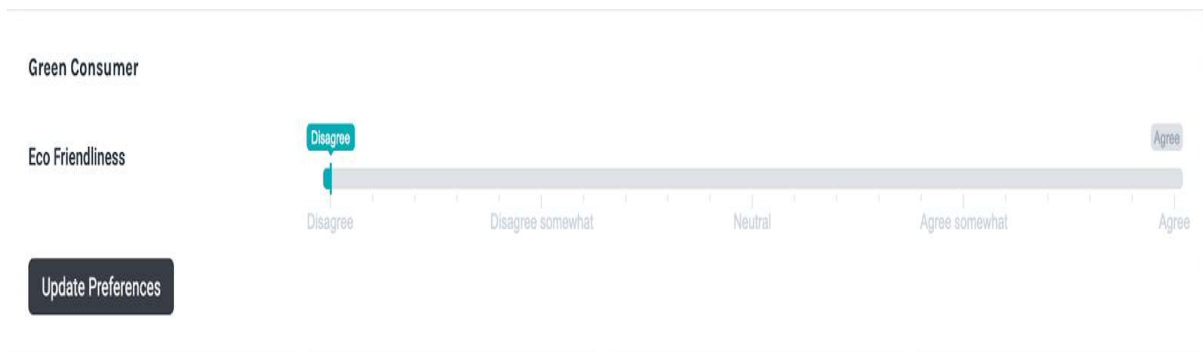 Green Consumer
Disagree
Agree
Eco Friendliness
Disagree
Disagree somewhat
Neutral
Agree somewhat
Agree
Update Preferences